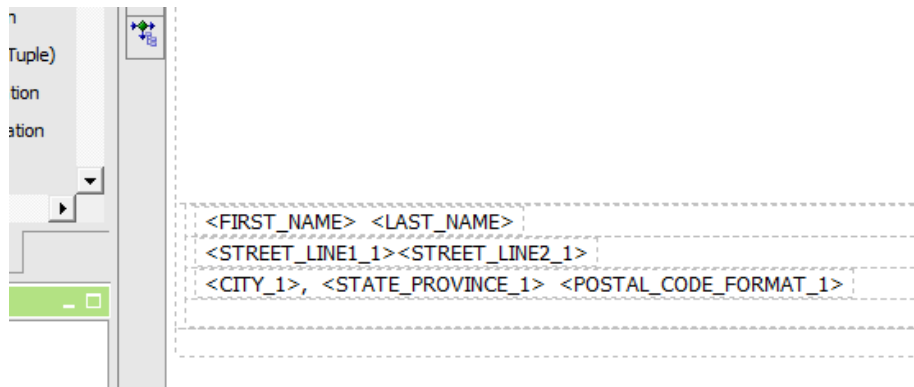 n
Tuple)
tion
ation
<FIRST_NAME> <LAST_NAME>
<STREET_LINE1_1><STREET_LINE2_1>
<CITY_1>, <STATE_PROVINCE_1> <POSTAL_CODE_FORMAT_1>